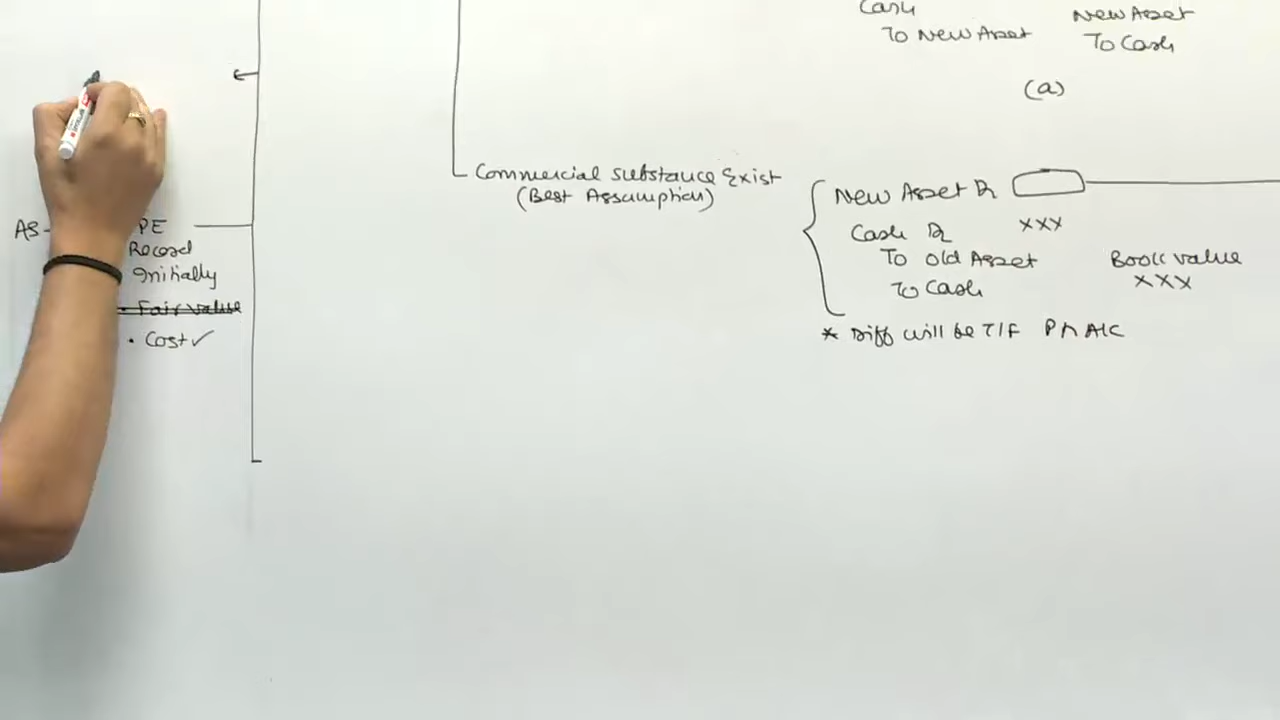 Cash
To New Asset
New Asset
To Cash
(a)
Commercial Substance Exist
(Best Assumption)
New Asset Dr
Cash Dr
XXX
To Old Asset
To Cash
Book value
XXX
* Diff will be T/F P^ A/C
AS-
PE
Record
Initially
• Fair value
• Cost ✓